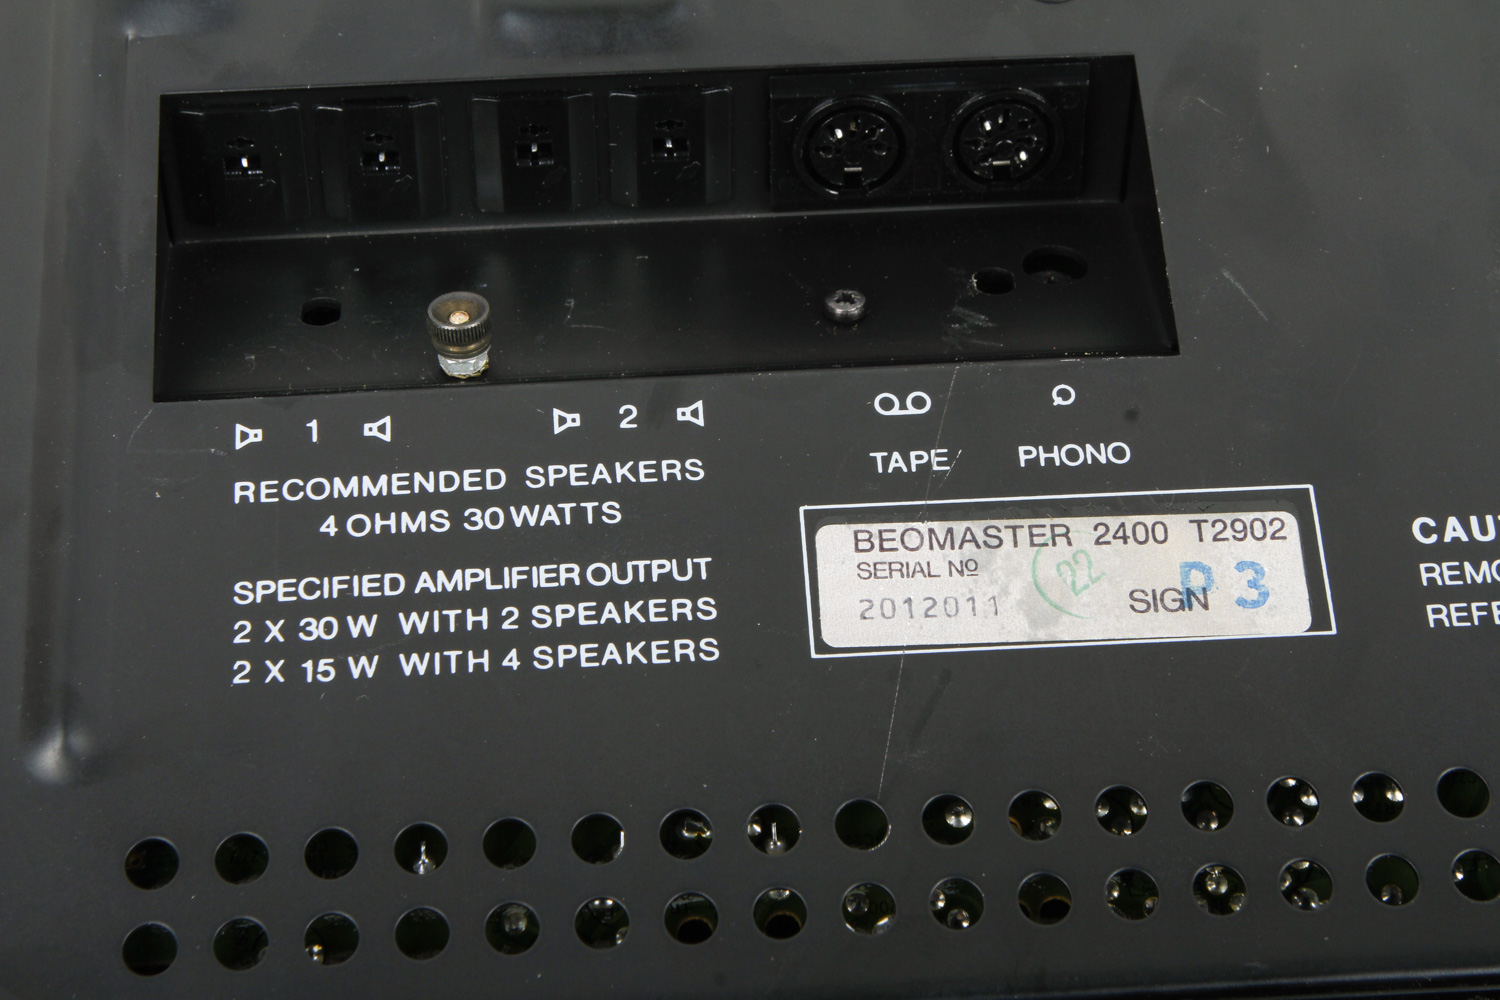 1 2
TAPE PHONO
RECOMMENDED SPEAKERS
4 OHMS 30 WATTS
SPECIFIED AMPLIFIER OUTPUT
2 X 30 W WITH 2 SPEAKERS
2 X 15 W WITH 4 SPEAKERS
BEOMASTER 2400 T2902
SERIAL Nº
2012011
22
SIGN P 3
CAU
REMO
REFE